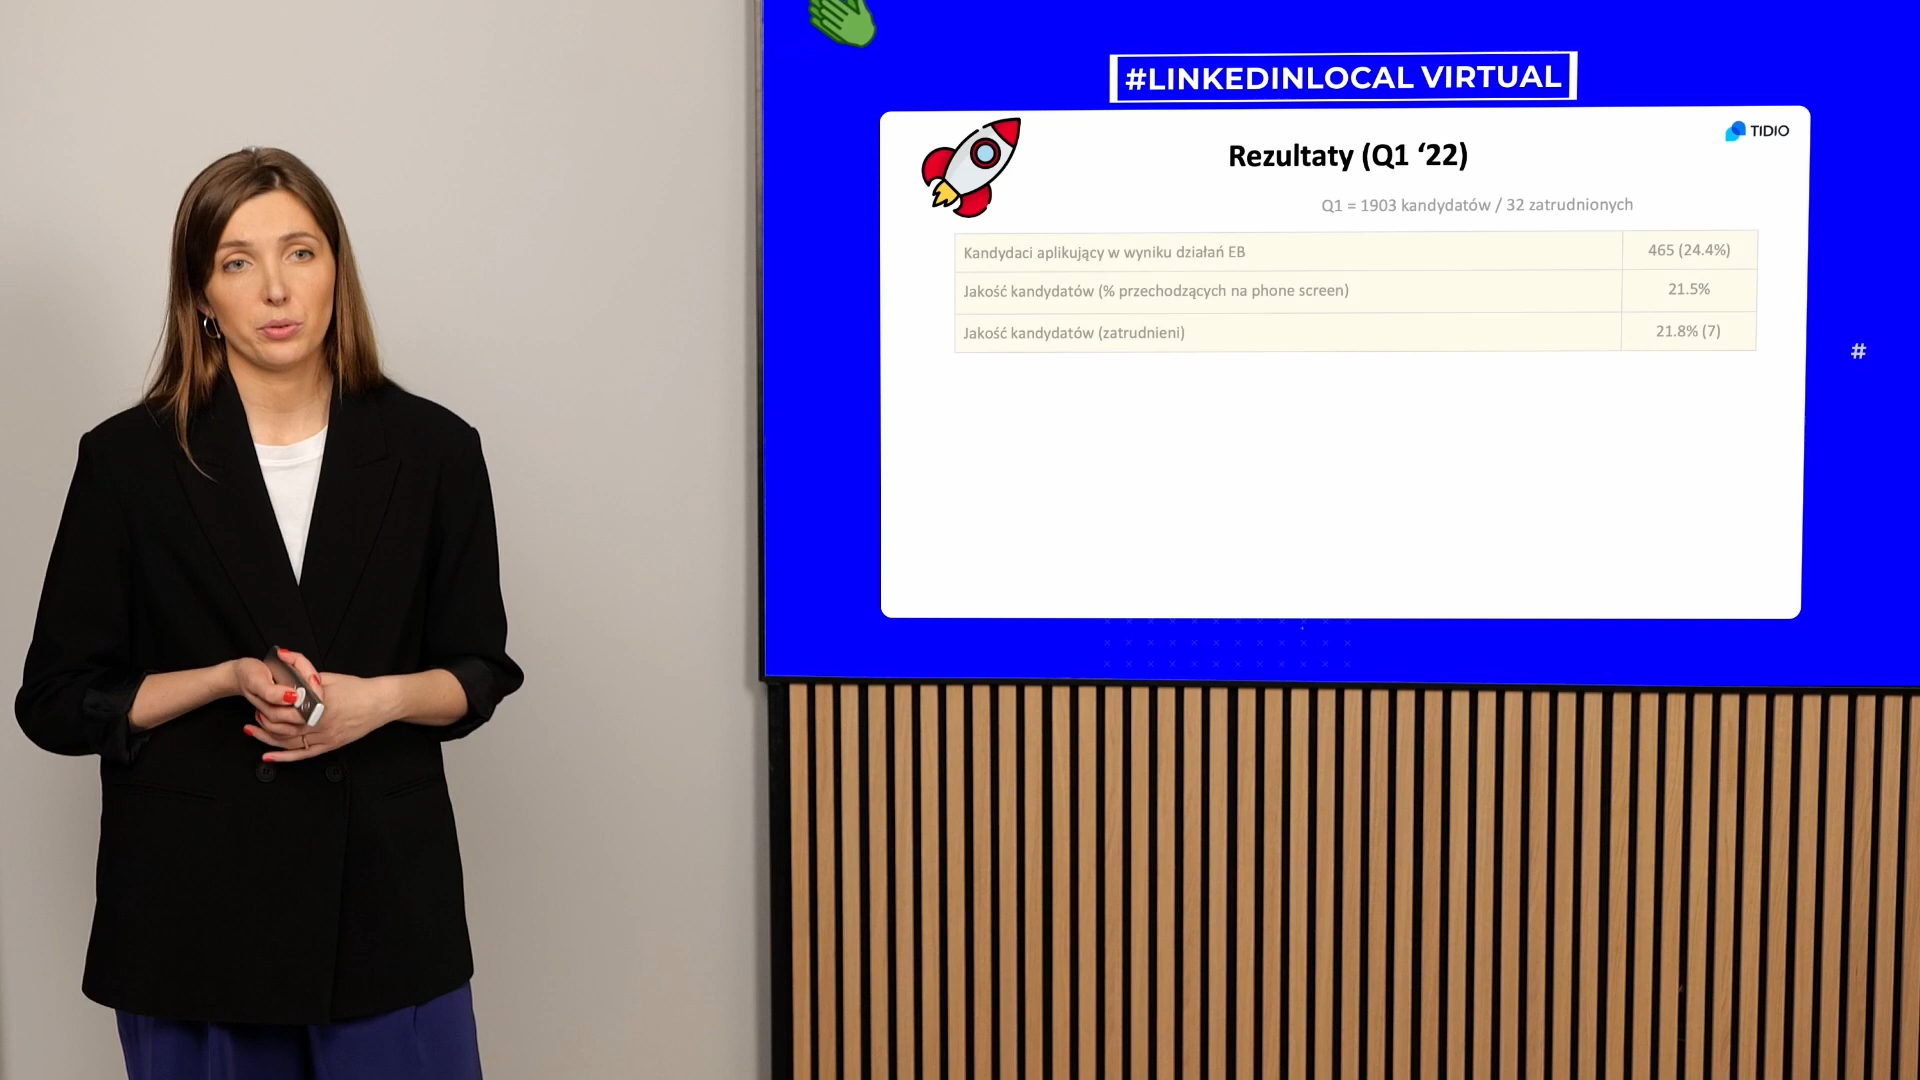 #LINKEDINLOCAL VIRTUAL
TIDIO
Rezultaty (Q1 ‘22)
Q1 = 1903 kandydatów / 32 zatrudnionych
Kandydaci aplikujący w wyniku działań EB 465 (24.4%)
Jakość kandydatów (% przechodzących na phone screen) 21.5%
Jakość kandydatów (zatrudnieni) 21.8% (7)
#